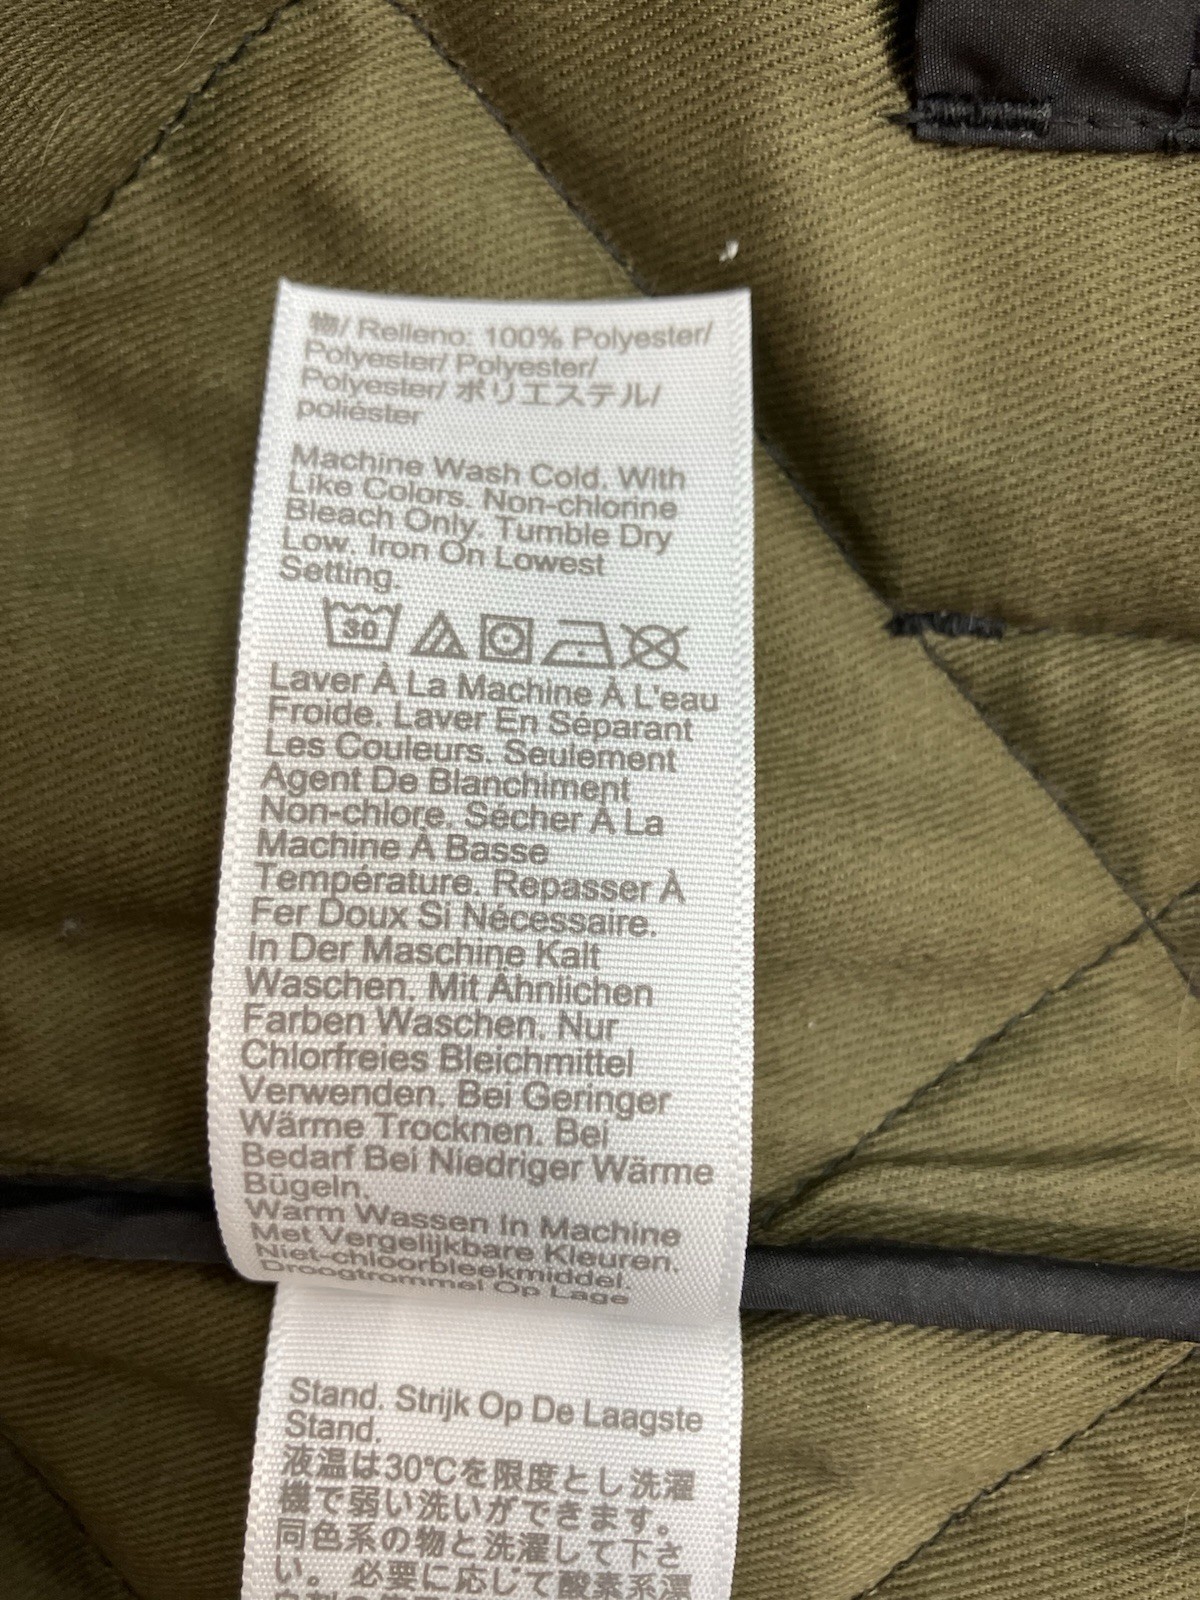 物/ Relleno: 100% Polyester/
Polyester/ Polyester/
Polyester/ ポリエステル/
poliéster
Machine Wash Cold. With
Like Colors. Non-chlorine
Bleach Only. Tumble Dry
Low. Iron On Lowest
Setting.
30
Laver À La Machine À L'eau
Froide. Laver En Séparant
Les Couleurs. Seulement
Agent De Blanchiment
Non-chlore. Sécher À La
Machine À Basse
Température. Repasser À
Fer Doux Si Nécessaire.
In Der Maschine Kalt
Waschen. Mit Ähnlichen
Farben Waschen. Nur
Chlorfreies Bleichmittel
Verwenden. Bei Geringer
Wärme Trocknen. Bei
Bedarf Bei Niedriger Wärme
Bügeln.
Warm Wassen In Machine
Met Vergelijkbare Kleuren.
Niet-chloorbleekmiddel.
Droogtrommel Op Lage
Stand. Strijk Op De Laagste
Stand.
液温は30℃を限度とし洗濯
機で弱い洗いができます。
同色系の物と洗濯して下さ
い。 必要に応じて酸素系漂